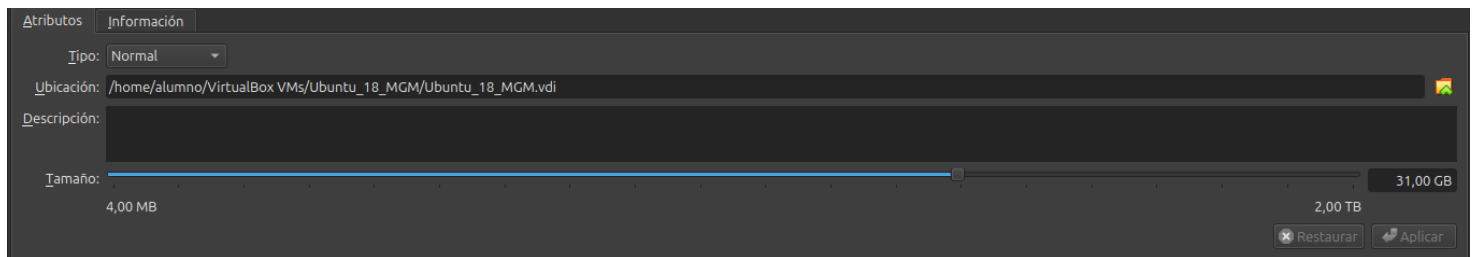 Atributos Información
Tipo: Normal
Ubicación: /home/alumno/VirtualBox VMs/Ubuntu_18_MGM/Ubuntu_18_MGM.vdi
Descripción:
Tamaño: 31,00 GB
4,00 MB 2,00 TB
Restaurar Aplicar